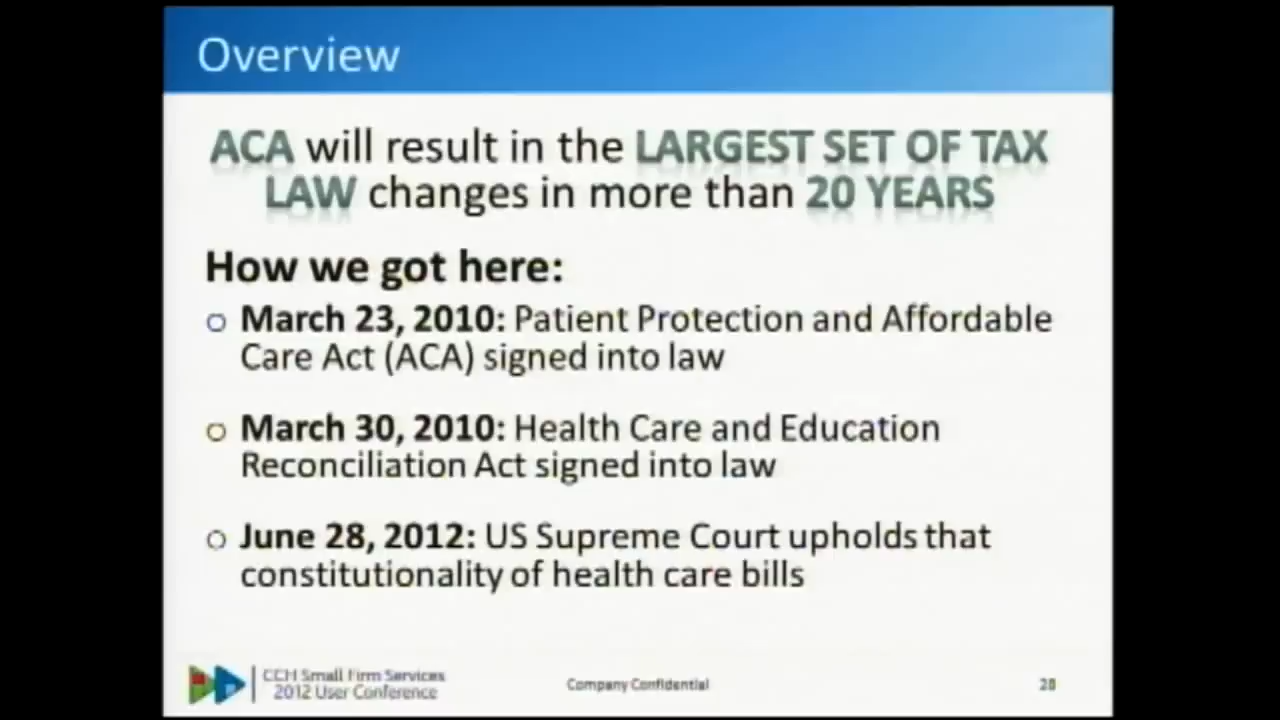 Overview
ACA will result in the LARGEST SET OF TAX
LAW changes in more than 20 YEARS
How we got here:
March 23, 2010: Patient Protection and Affordable
Care Act (ACA) signed into law
March 30, 2010: Health Care and Education
Reconciliation Act signed into law
June 28, 2012: US Supreme Court upholds that
constitutionality of health care bills
CCH Small Firm Services
2012 User Conference
Company Confidential
28